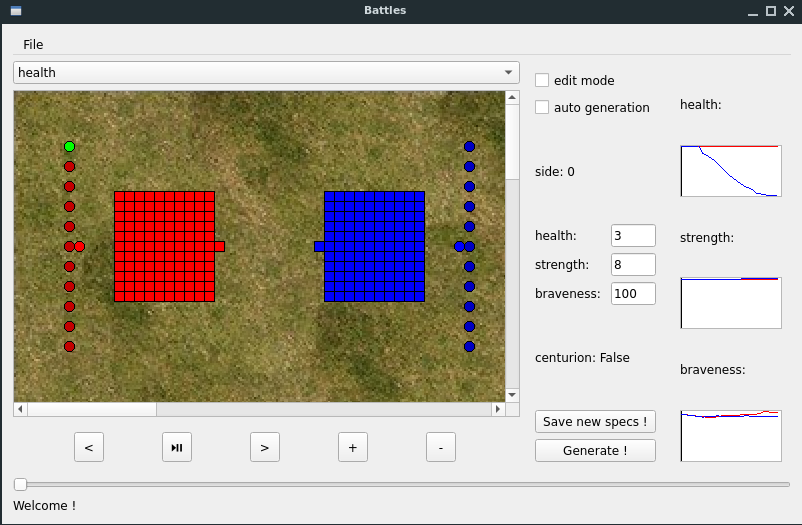 Battles
File
health
edit mode
auto generation
health:
side: 0
health: 3
strength: 8
braveness: 100
strength:
centurion: False
braveness:
Save new specs !
Generate !
< > + -
Welcome !